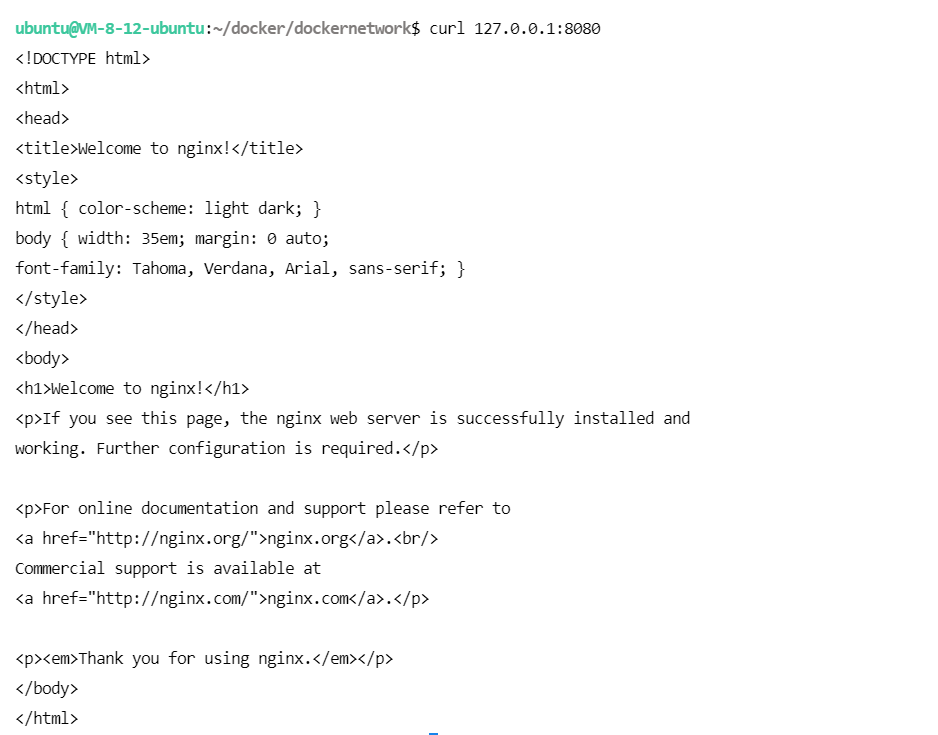 ubuntu@VM-8-12-ubuntu:~/docker/dockernetwork$ curl 127.0.0.1:8080
<!DOCTYPE html>
<html>
<head>
<title>Welcome to nginx!</title>
<style>
html { color-scheme: light dark; }
body { width: 35em; margin: 0 auto;
font-family: Tahoma, Verdana, Arial, sans-serif; }
</style>
</head>
<body>
<h1>Welcome to nginx!</h1>
<p>If you see this page, the nginx web server is successfully installed and
working. Further configuration is required.</p>

<p>For online documentation and support please refer to
<a href="http://nginx.org/">nginx.org</a>.<br/>
Commercial support is available at
<a href="http://nginx.com/">nginx.com</a>.</p>

<p><em>Thank you for using nginx.</em></p>
</body>
</html>